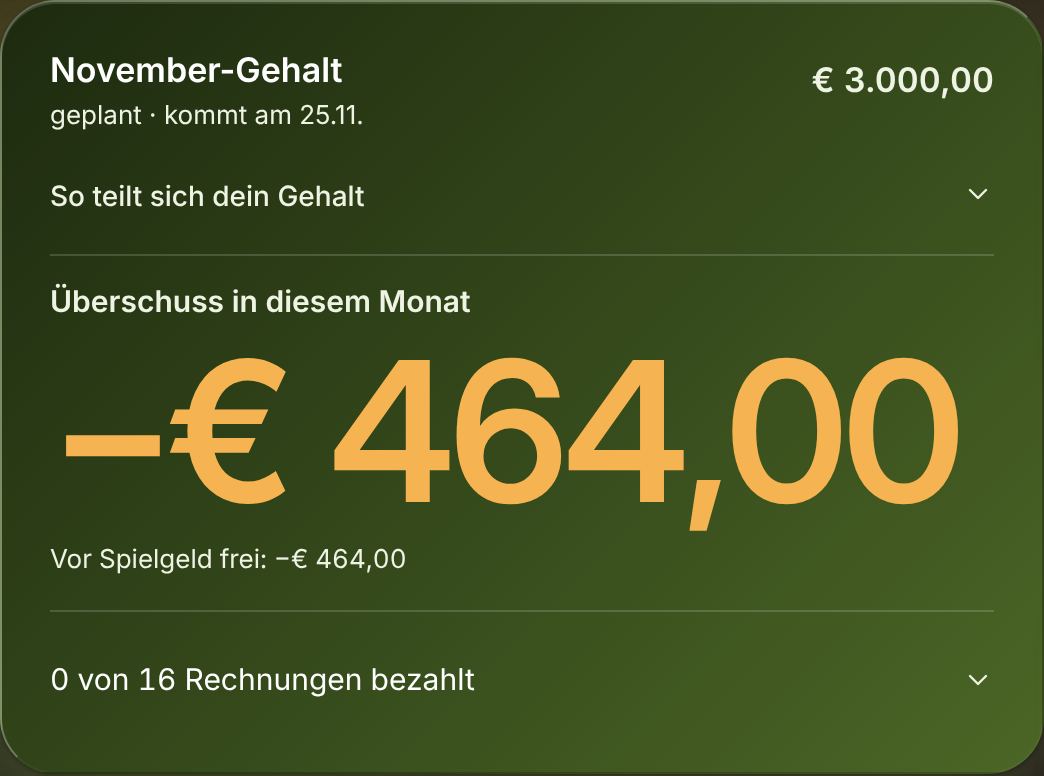 November-Gehalt
€ 3.000,00
geplant · kommt am 25.11.
So teilt sich dein Gehalt
Überschuss in diesem Monat
−€ 464,00
Vor Spielgeld frei: −€ 464,00
0 von 16 Rechnungen bezahlt